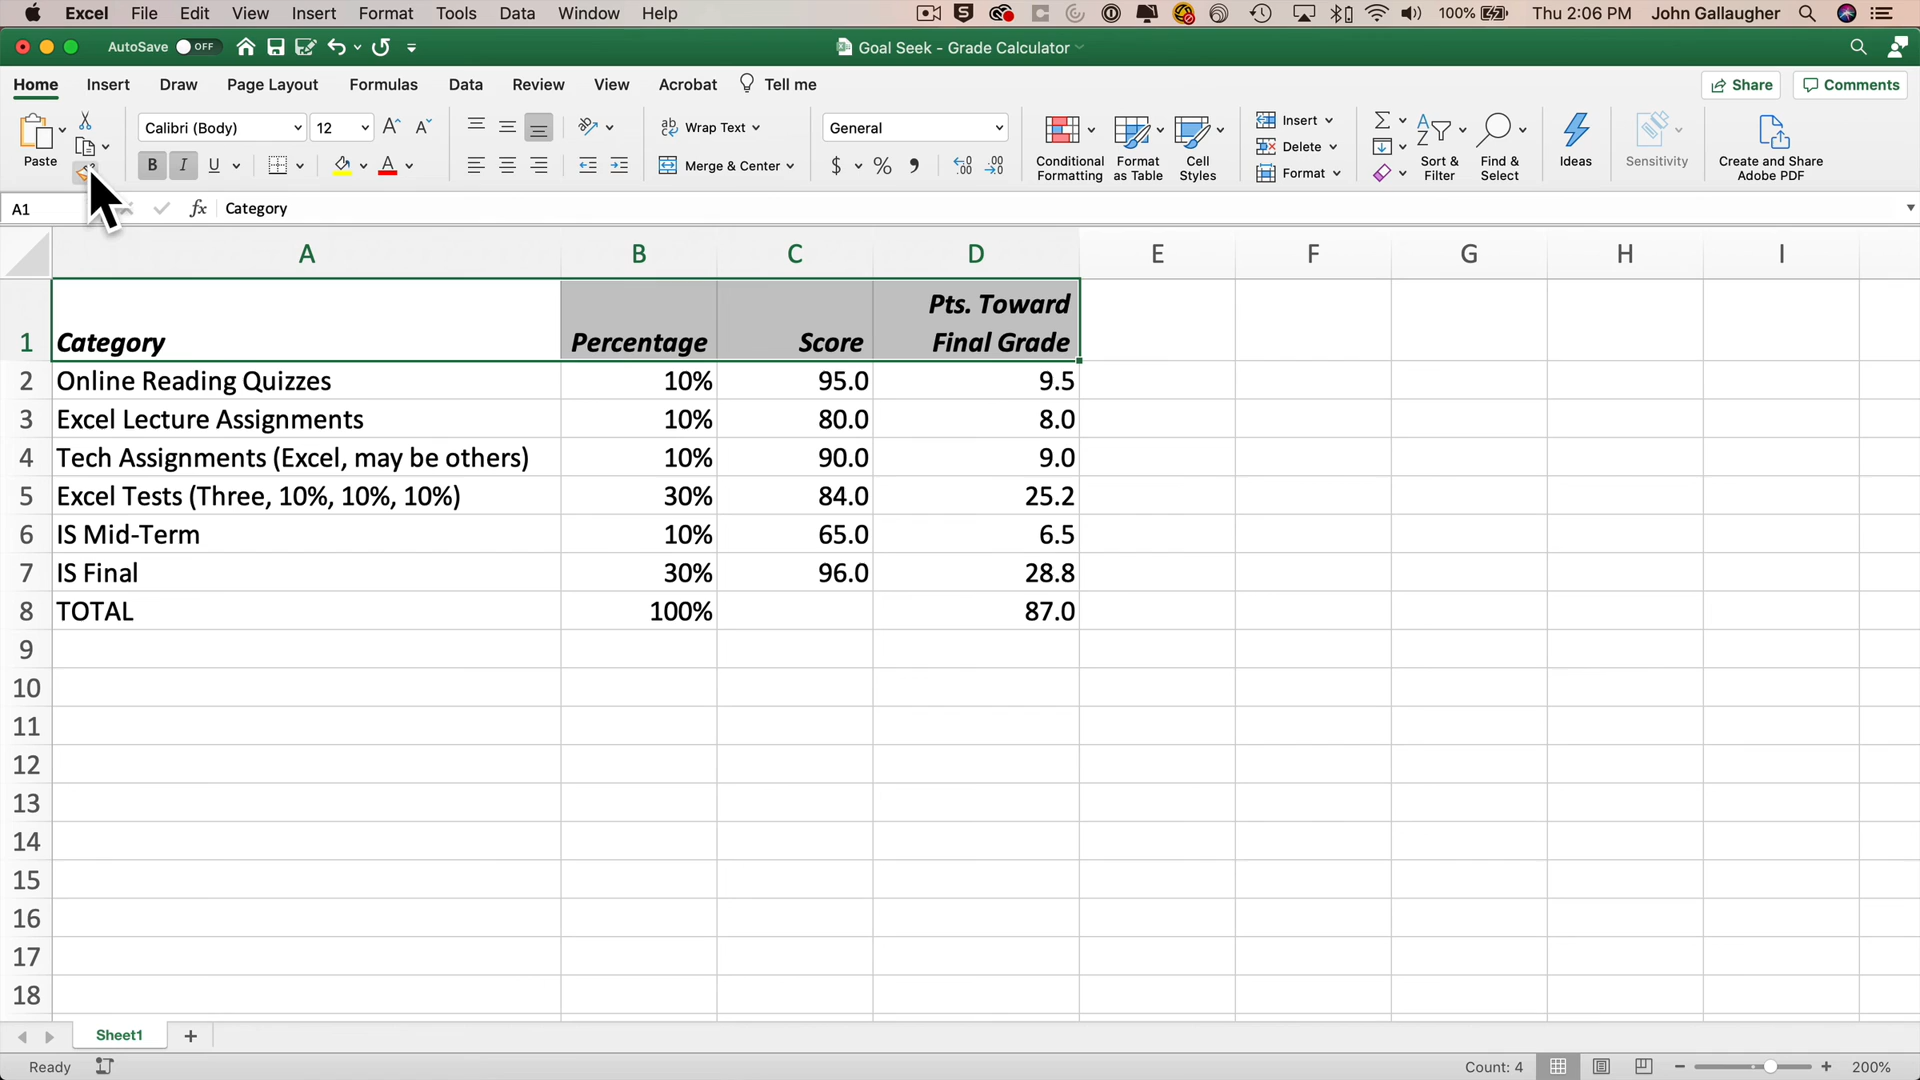 Excel File Edit View Insert Format Tools Data Window Help 100% Thu 2:06 PM John Gallaugher
AutoSave OFF Goal Seek - Grade Calculator
Home Insert Draw Page Layout Formulas Data Review View Acrobat Tell me Share Comments
Paste Calibri (Body) 12 A^ A˅ Wrap Text General Insert
B I U A Merge & Center $ % Delete
Conditional Formatting Format as Table Cell Styles Format Sort & Filter Find & Select Ideas Sensitivity Create and Share Adobe PDF
A1 fx Category
A B C D E F G H I
1 Category Percentage Score Pts. Toward Final Grade
2 Online Reading Quizzes 10% 95.0 9.5
3 Excel Lecture Assignments 10% 80.0 8.0
4 Tech Assignments (Excel, may be others) 10% 90.0 9.0
5 Excel Tests (Three, 10%, 10%, 10%) 30% 84.0 25.2
6 IS Mid-Term 10% 65.0 6.5
7 IS Final 30% 96.0 28.8
8 TOTAL 100% 87.0
9
10
11
12
13
14
15
16
17
18
Sheet1 +
Ready Count: 4 − + 200%